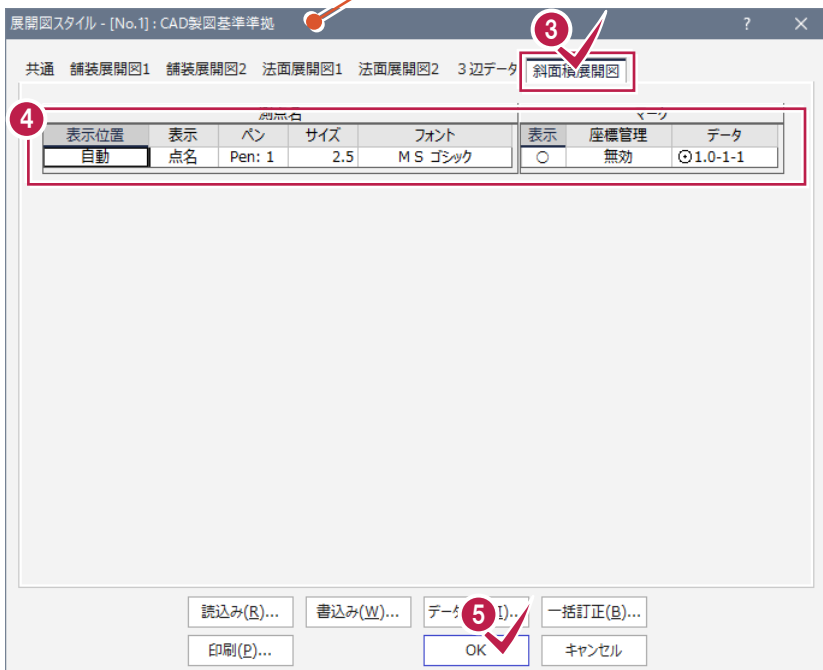 展開図スタイル - [No.1] : CAD製図基準準拠 ? ×
3
共通 舗装展開図1 舗装展開図2 法面展開図1 法面展開図2 3辺データ 斜面積展開図
4
測点名 マーク
表示位置 表示 ペン サイズ フォント 表示 座標管理 データ
自動 点名 Pen: 1 2.5 MS ゴシック ○ 無効 ⊙1.0-1-1
読込み(R)... 書込み(W)... 一括訂正(B)...
5
印刷(P)... OK キャンセル